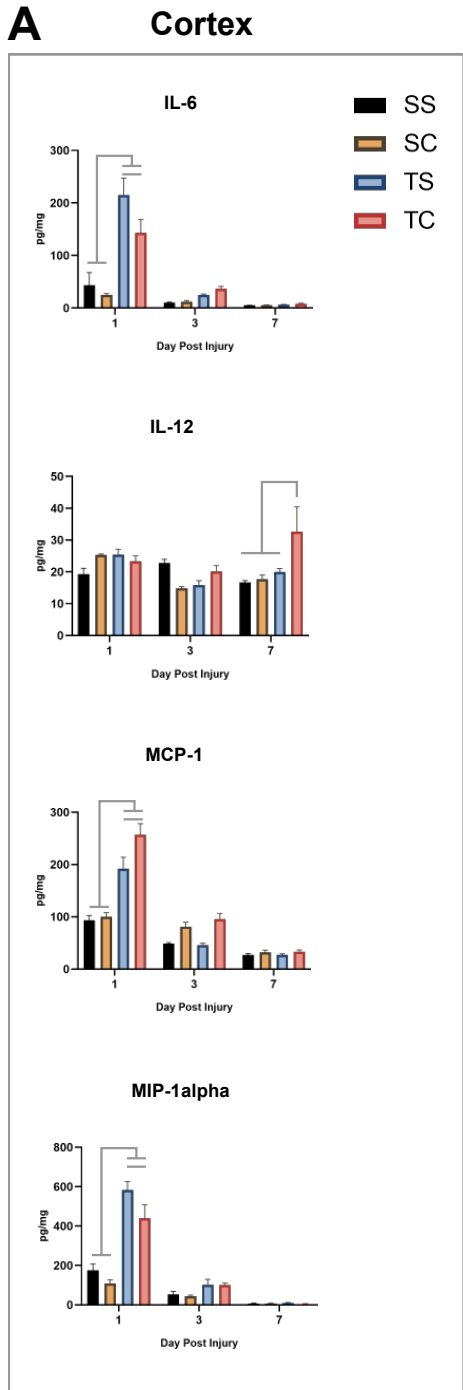 A Cortex
IL-6
SS
SC
TS
TC
300
200
100
0
pg/mg
1 3 7
Day Post Injury
IL-12
50
40
30
20
10
0
pg/mg
1 3 7
Day Post Injury
MCP-1
300
200
100
0
pg/mg
1 3 7
Day Post Injury
MIP-1alpha
800
600
400
200
0
pg/mg
1 3 7
Day Post Injury